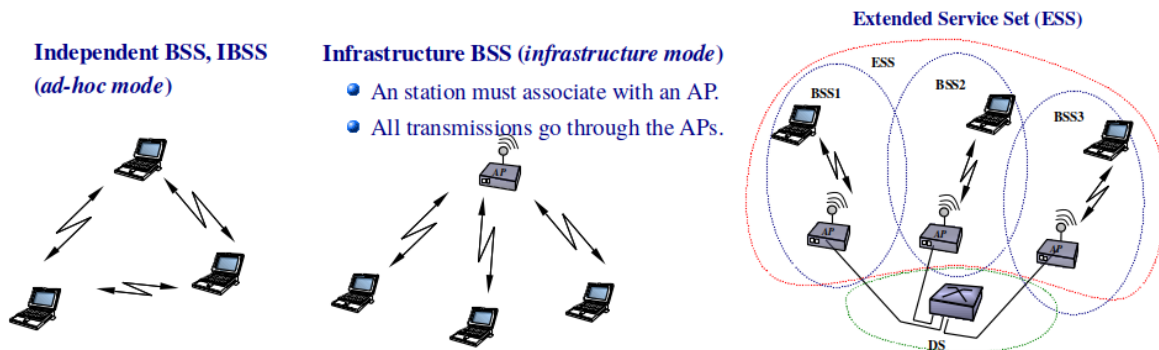 Independent BSS, IBSS
(ad-hoc mode)
Infrastructure BSS (infrastructure mode)
An station must associate with an AP.
All transmissions go through the APs.
AP
Extended Service Set (ESS)
ESS
BSS1
BSS2
BSS3
AP
AP
AP
DS